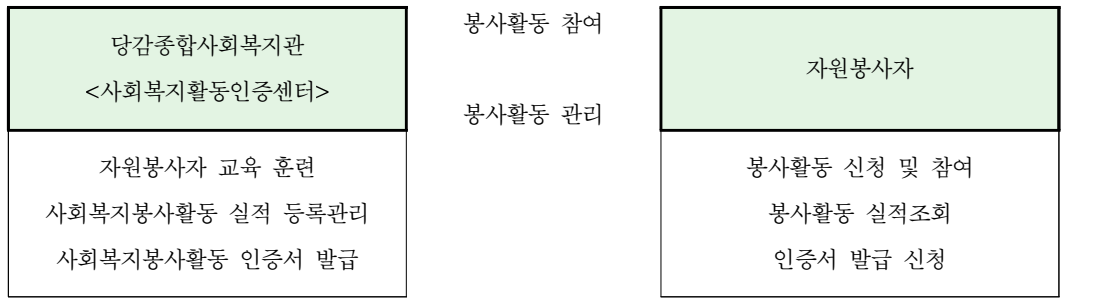 당감종합사회복지관
<사회복지활동인증센터>
자원봉사자 교육 훈련
사회복지봉사활동 실적 등록관리
사회복지봉사활동 인증서 발급
봉사활동 참여
봉사활동 관리
자원봉사자
봉사활동 신청 및 참여
봉사활동 실적조회
인증서 발급 신청